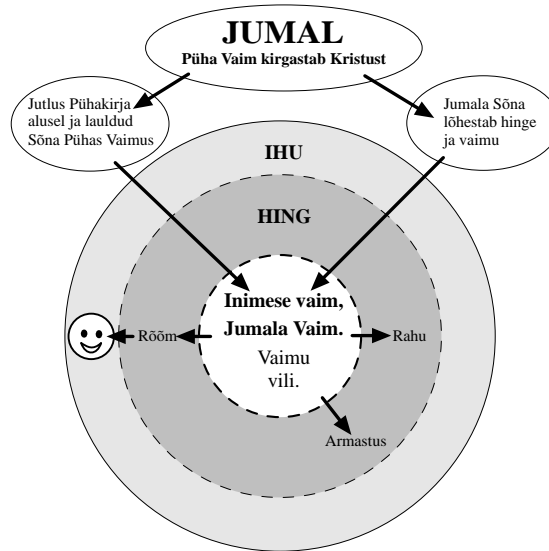 JUMAL
Püha Vaim kirgastab Kristust
Jutlus Pühakirja
alusel ja lauldud
Sõna Pühas Vaimus
Jumala Sõna
lõhestab hinge
ja vaimu
IHU
HING
Inimese vaim,
Jumala Vaim.
Vaimu
vili.
Rõõm
Rahu
Armastus